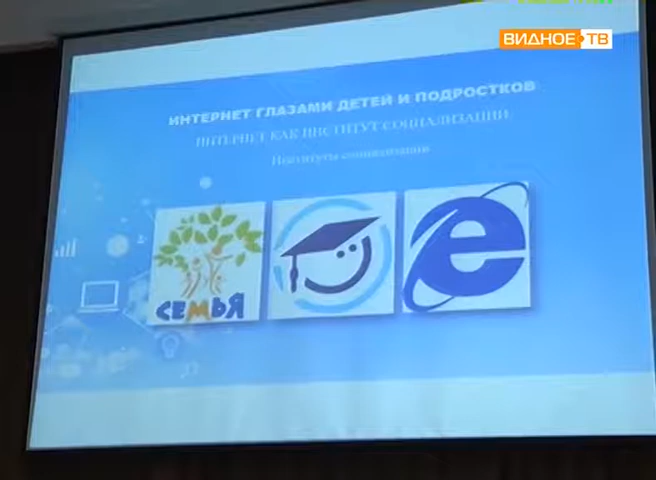 ВИДНОЕ ТВ
ИНТЕРНЕТ ГЛАЗАМИ ДЕТЕЙ И ПОДРОСТКОВ
ИНТЕРНЕТ КАК ИНСТИТУТ СОЦИАЛИЗАЦИИ
Институты социализации
СЕМЬЯ